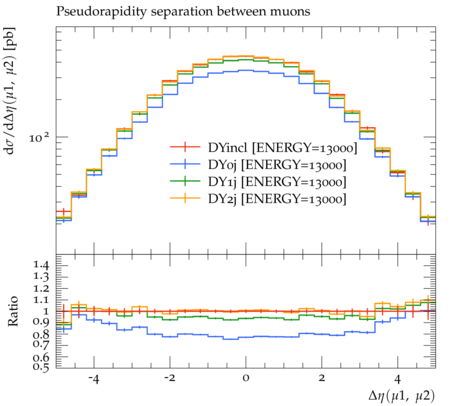 Pseudorapidity separation between muons
dσ/dΔη(μ1, μ2) [pb]
10²
DYincl [ENERGY=13000]
DY0j [ENERGY=13000]
DY1j [ENERGY=13000]
DY2j [ENERGY=13000]
Ratio
1.4
1.3
1.2
1.1
1
0.9
0.8
0.7
0.6
0.5
-4 -2 0 2 4
Δη(μ1, μ2)